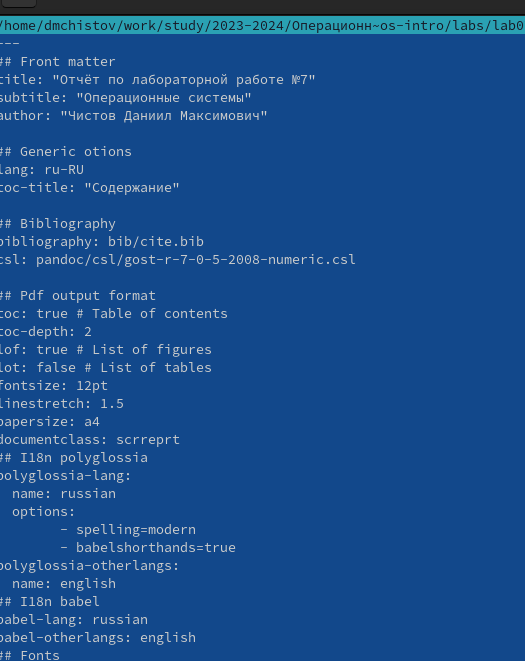 /home/dmchistov/work/study/2023-2024/Операционн~os-intro/labs/lab0
---
## Front matter
title: "Отчёт по лабораторной работе №7"
subtitle: "Операционные системы"
author: "Чистов Даниил Максимович"
## Generic otions
lang: ru-RU
toc-title: "Содержание"
## Bibliography
bibliography: bib/cite.bib
csl: pandoc/csl/gost-r-7-0-5-2008-numeric.csl
## Pdf output format
toc: true # Table of contents
toc-depth: 2
lof: true # List of figures
lot: false # List of tables
fontsize: 12pt
linestretch: 1.5
papersize: a4
documentclass: scrreprt
## I18n polyglossia
polyglossia-lang:
name: russian
options:
- spelling=modern
- babelshorthands=true
polyglossia-otherlangs:
name: english
## I18n babel
babel-lang: russian
babel-otherlangs: english
## Fonts